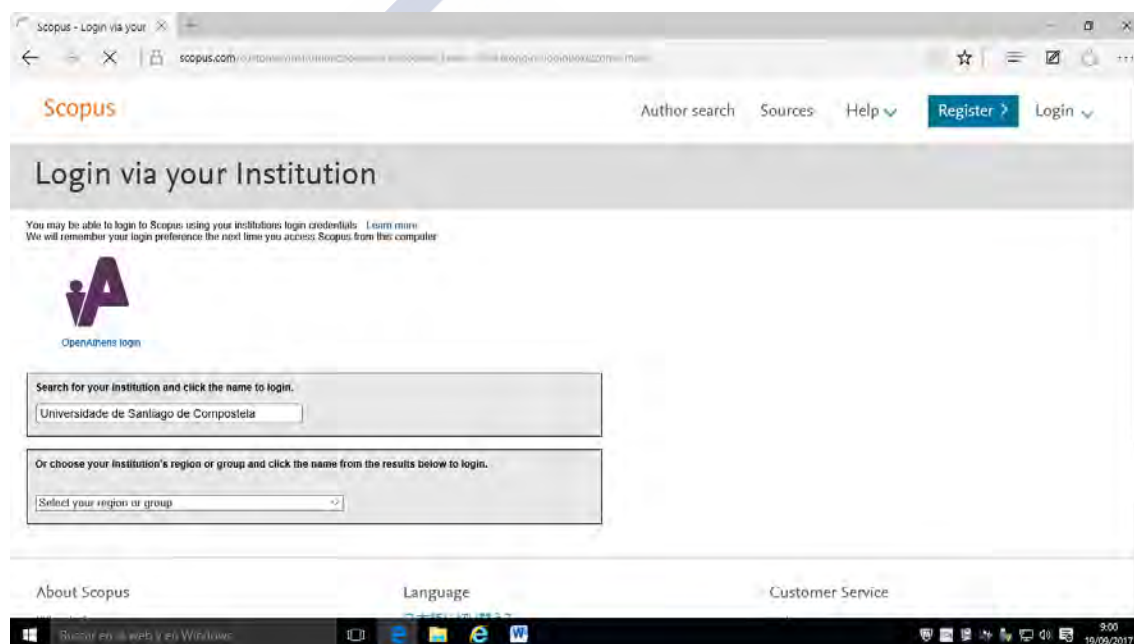 Scopus - Login via your
scopus.com
Scopus
Author search Sources Help Register > Login
Login via your Institution
You may be able to login to Scopus using your institutions login credentials Learn more
We will remember your login preference the next time you access Scopus from this computer
OpenAthens login
Search for your institution and click the name to login.
Universidade de Santiago de Compostela
Or choose your institution's region or group and click the name from the results below to login.
Select your region or group
About Scopus Language Customer Service
Buscar en la web y en Windows
9:00
19/09/2017